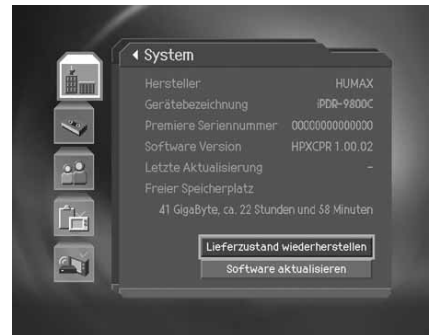 System
Hersteller HUMAX
Gerätebezeichnung iPDR-9800C
Premiere Seriennummer 00000000000000
Software Version HPXCPR 1.00.02
Letzte Aktualisierung –
Freier Speicherplatz
41 GigaByte, ca. 22 Stunden und 58 Minuten
Lieferzustand wiederherstellen
Software aktualisieren